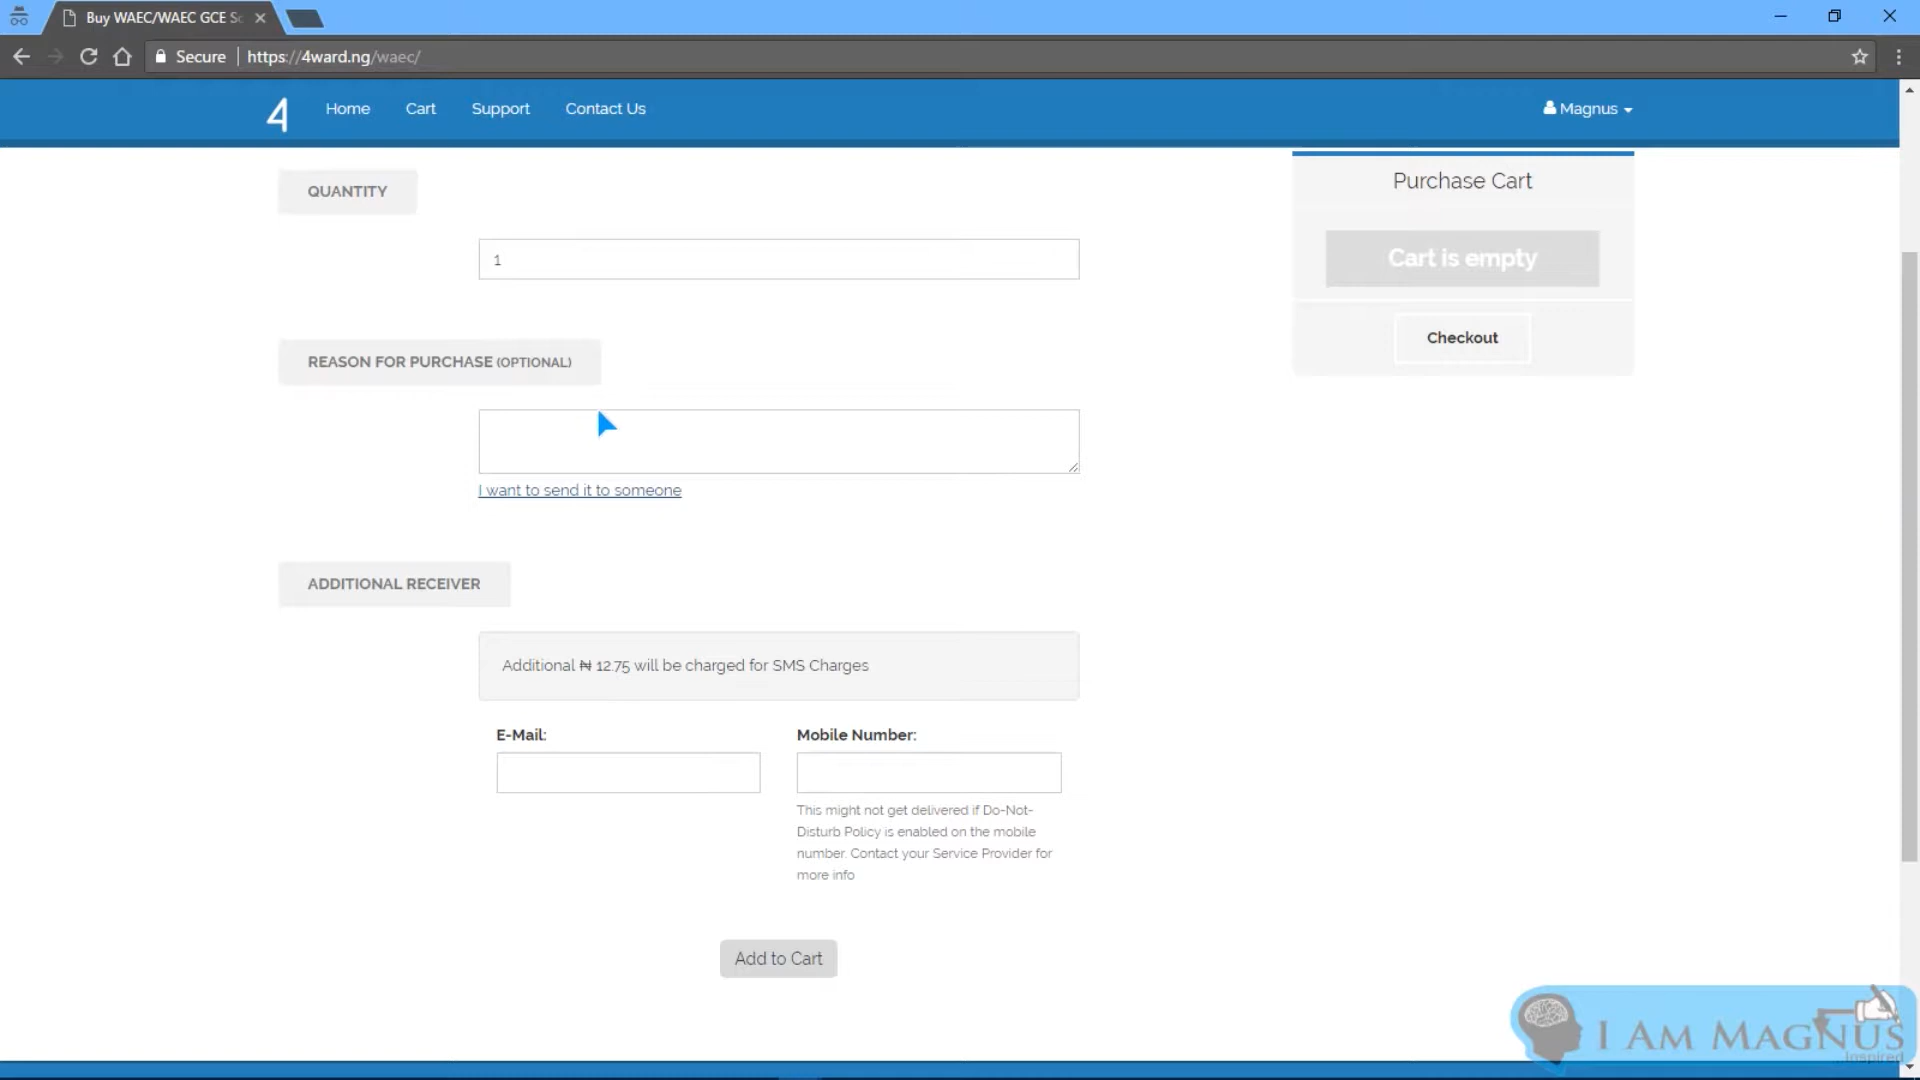 Buy WAEC/WAEC GCE Sc
Secure
https://4ward.ng/waec/
4
Home
Cart
Support
Contact Us
Magnus
QUANTITY
Purchase Cart
1
Cart is empty
Checkout
REASON FOR PURCHASE (OPTIONAL)
I want to send it to someone
ADDITIONAL RECEIVER
Additional ₦ 12.75 will be charged for SMS Charges
E-Mail:
Mobile Number:
This might not get delivered if Do-Not-
Disturb Policy is enabled on the mobile
number. Contact your Service Provider for
more info
Add to Cart
I AM MAGNUS
...Inspired